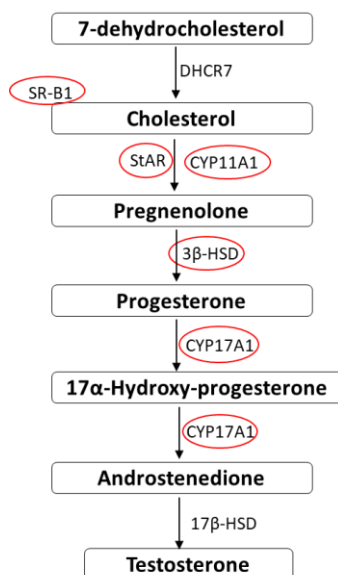 7-dehydrocholesterol
DHCR7
SR-B1
Cholesterol
StAR CYP11A1
Pregnenolone
3β-HSD
Progesterone
CYP17A1
17α-Hydroxy-progesterone
CYP17A1
Androstenedione
17β-HSD
Testosterone